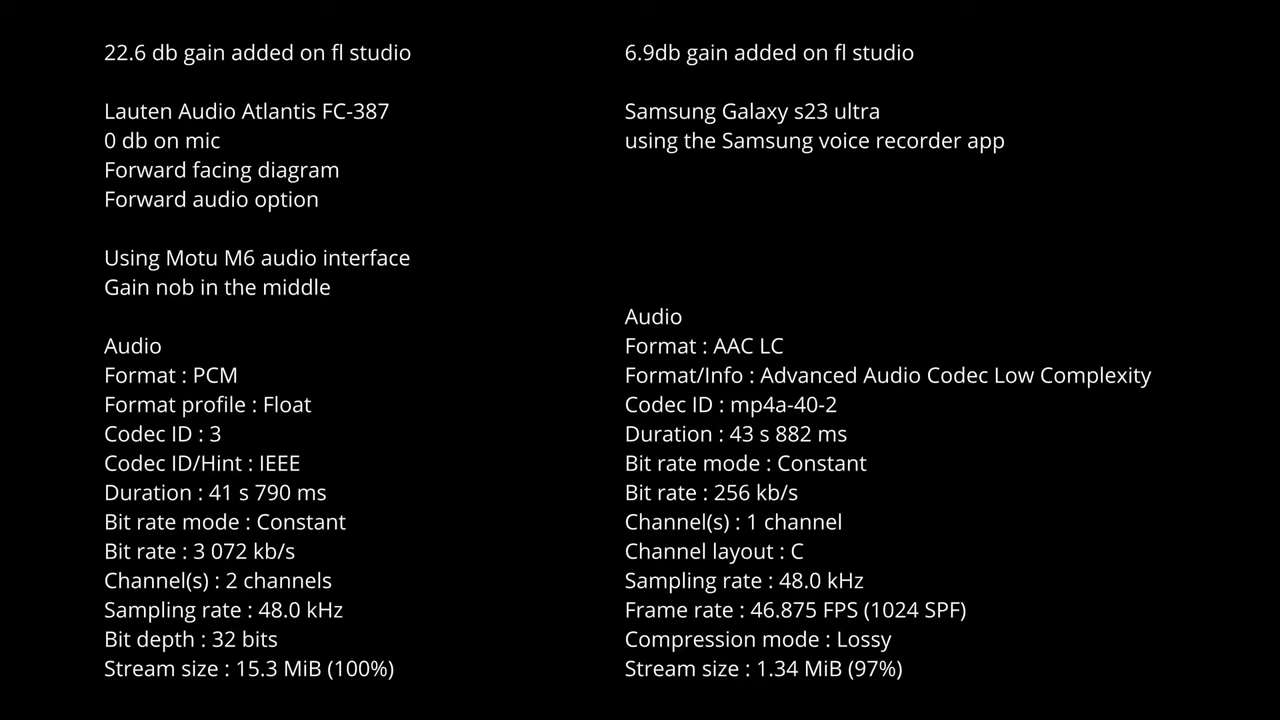 22.6 db gain added on fl studio
Lauten Audio Atlantis FC-387
0 db on mic
Forward facing diagram
Forward audio option
Using Motu M6 audio interface
Gain nob in the middle
Audio
Format : PCM
Format profile : Float
Codec ID : 3
Codec ID/Hint : IEEE
Duration : 41 s 790 ms
Bit rate mode : Constant
Bit rate : 3 072 kb/s
Channel(s) : 2 channels
Sampling rate : 48.0 kHz
Bit depth : 32 bits
Stream size : 15.3 MiB (100%)
6.9db gain added on fl studio
Samsung Galaxy s23 ultra
using the Samsung voice recorder app
Audio
Format : AAC LC
Format/Info : Advanced Audio Codec Low Complexity
Codec ID : mp4a-40-2
Duration : 43 s 882 ms
Bit rate mode : Constant
Bit rate : 256 kb/s
Channel(s) : 1 channel
Channel layout : C
Sampling rate : 48.0 kHz
Frame rate : 46.875 FPS (1024 SPF)
Compression mode : Lossy
Stream size : 1.34 MiB (97%)